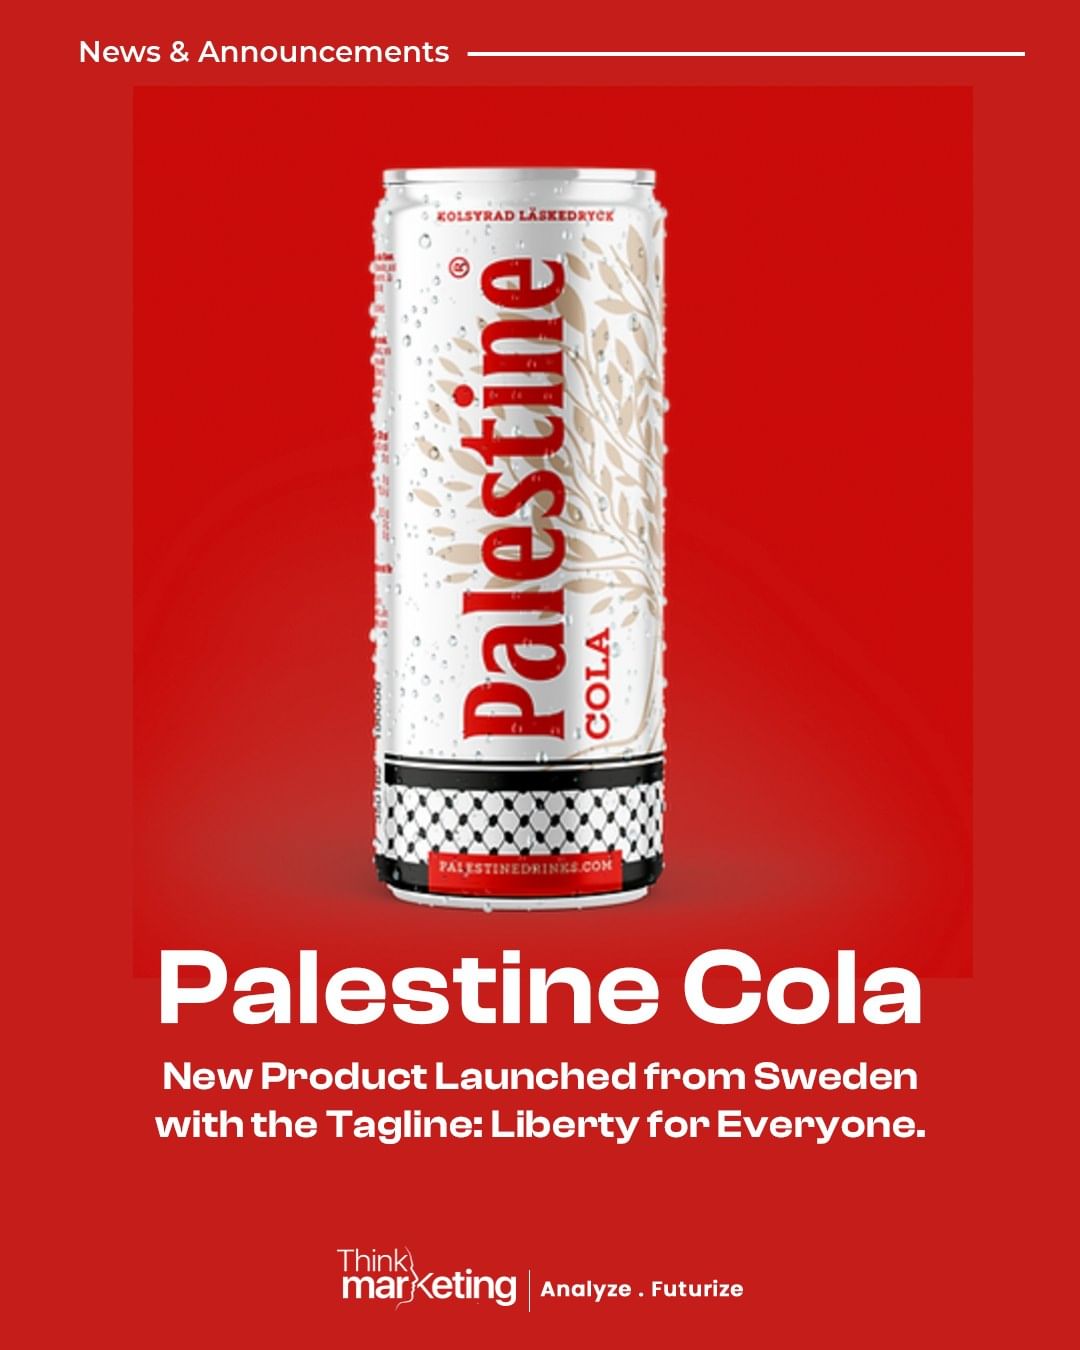 News & Announcements
KOLSYRAD LÄSKEDRYCK
Palestine®
COLA
PALESTINEDRINKS.COM
Palestine Cola
New Product Launched from Sweden
with the Tagline: Liberty for Everyone.
Think
marketing
Analyze . Futurize